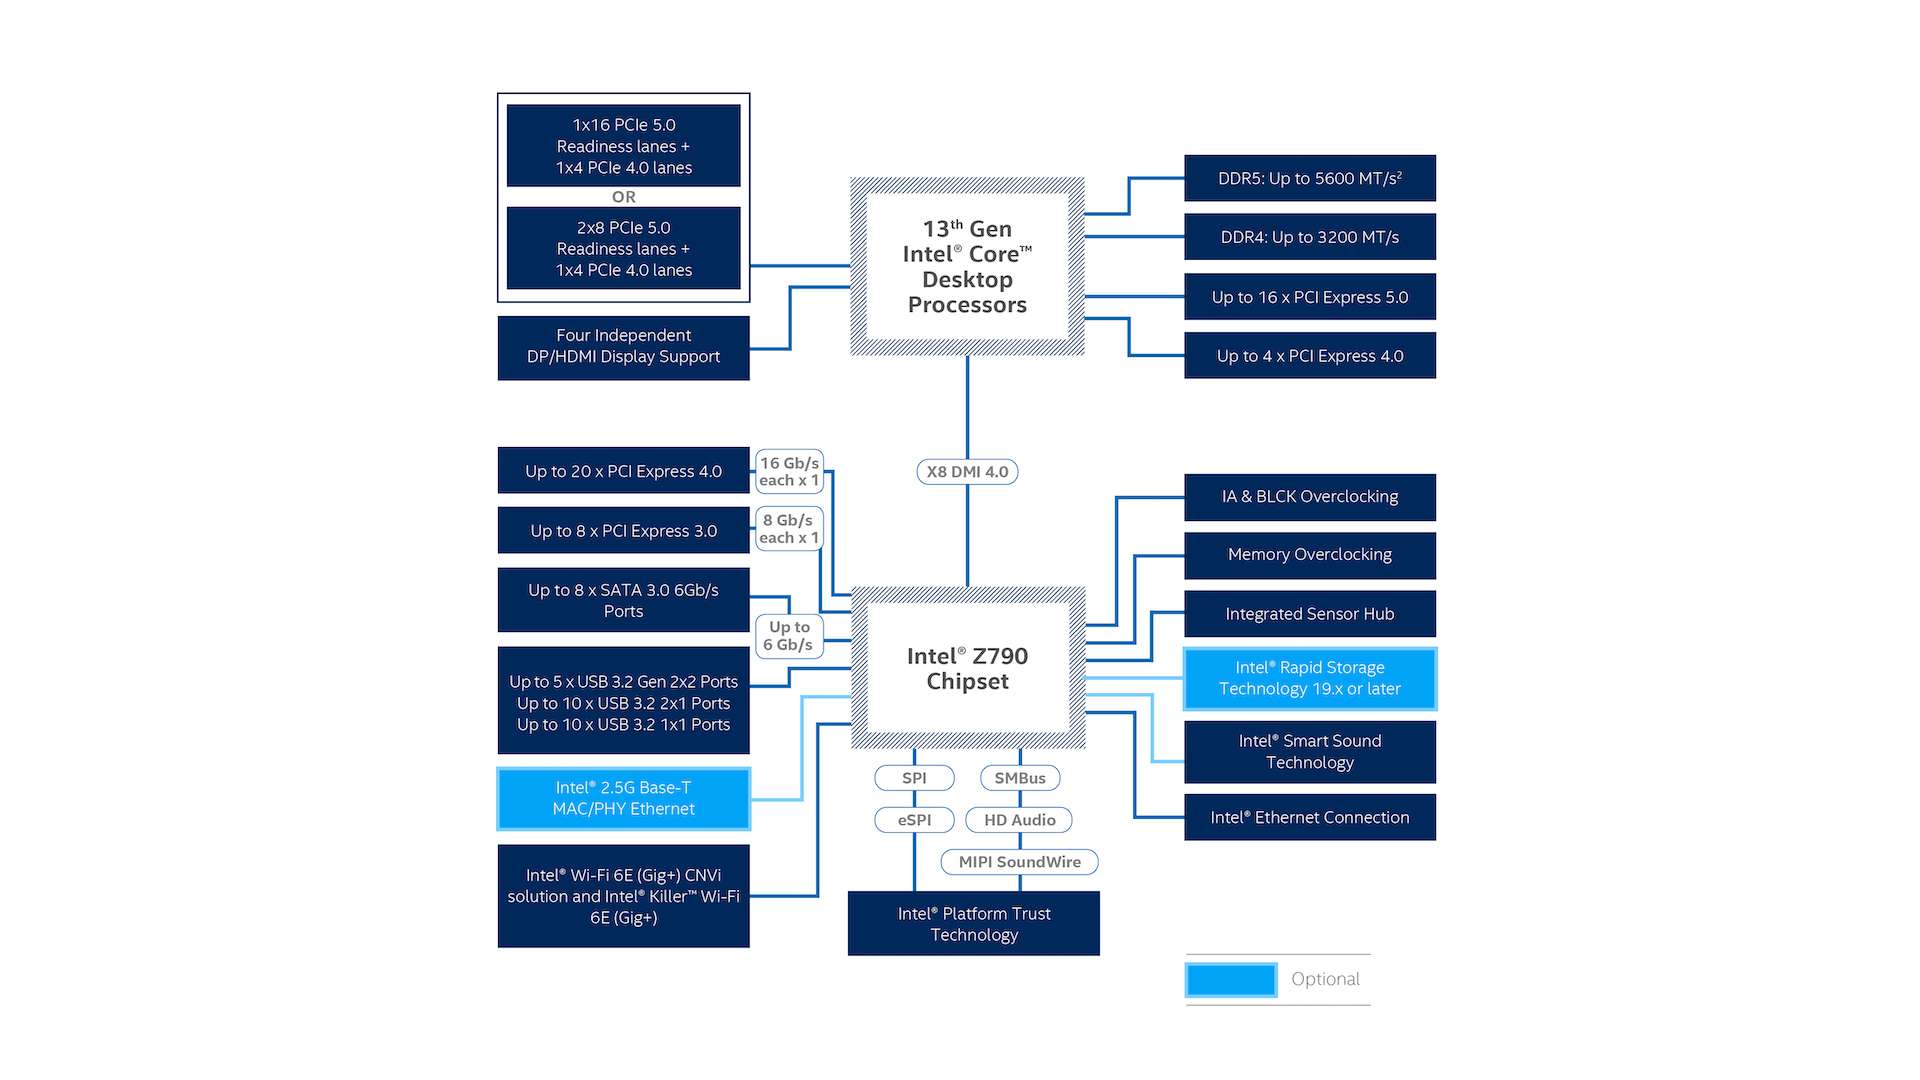 1x16 PCIe 5.0
Readiness lanes +
1x4 PCIe 4.0 lanes
OR
2x8 PCIe 5.0
Readiness lanes +
1x4 PCIe 4.0 lanes
Four Independent
DP/HDMI Display Support
13th Gen
Intel® Core™
Desktop
Processors
DDR5: Up to 5600 MT/s²
DDR4: Up to 3200 MT/s
Up to 16 x PCI Express 5.0
Up to 4 x PCI Express 4.0
X8 DMI 4.0
Up to 20 x PCI Express 4.0
16 Gb/s
each x 1
Up to 8 x PCI Express 3.0
8 Gb/s
each x 1
Up to 8 x SATA 3.0 6Gb/s
Ports
Up to
6 Gb/s
Up to 5 x USB 3.2 Gen 2x2 Ports
Up to 10 x USB 3.2 2x1 Ports
Up to 10 x USB 3.2 1x1 Ports
Intel® 2.5G Base-T
MAC/PHY Ethernet
Intel® Wi-Fi 6E (Gig+) CNVi
solution and Intel® Killer™ Wi-Fi
6E (Gig+)
Intel® Z790
Chipset
IA & BLCK Overclocking
Memory Overclocking
Integrated Sensor Hub
Intel® Rapid Storage
Technology 19.x or later
Intel® Smart Sound
Technology
Intel® Ethernet Connection
SPI
eSPI
SMBus
HD Audio
MIPI SoundWire
Intel® Platform Trust
Technology
Optional